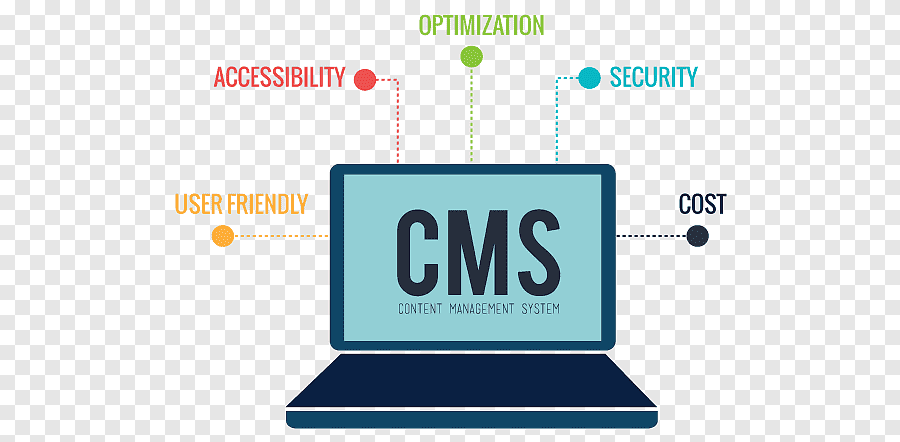 OPTIMIZATION
ACCESSIBILITY
SECURITY
USER FRIENDLY
COST
CMS
CONTENT MANAGEMENT SYSTEM